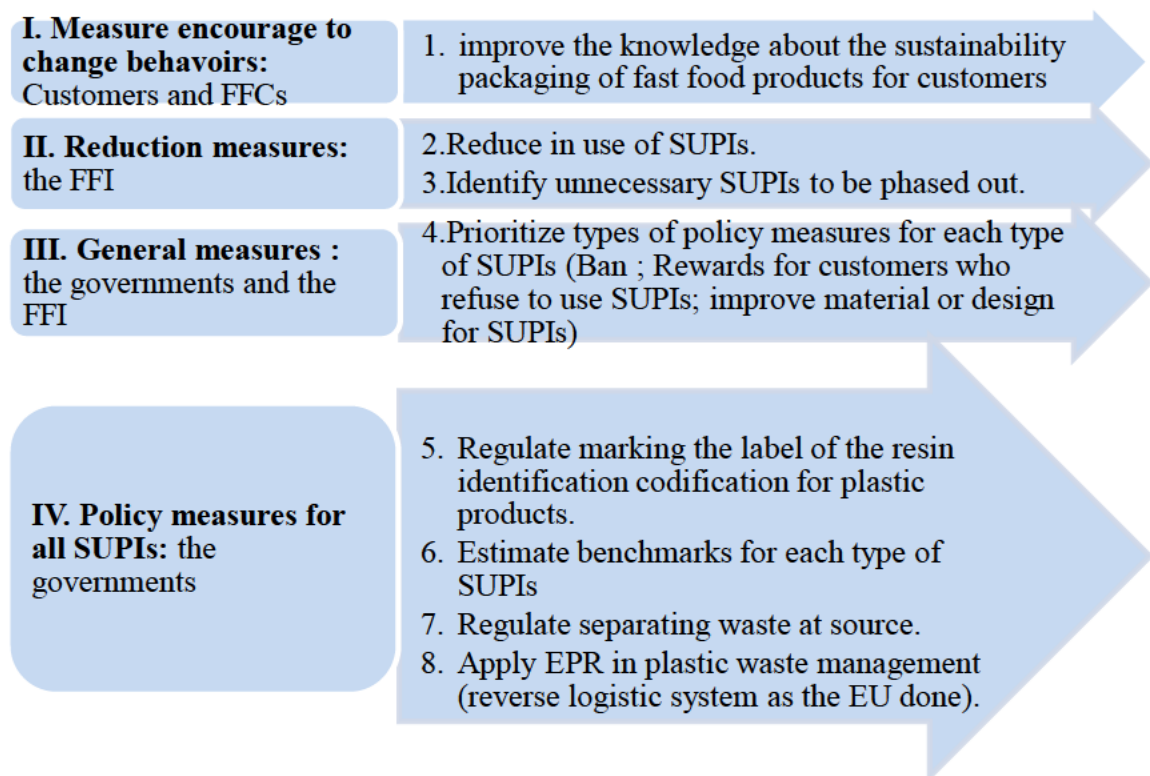 I. Measure encourage to
change behavoirs:
Customers and FFCs
1. improve the knowledge about the sustainability
packaging of fast food products for customers
II. Reduction measures:
the FFI
2.Reduce in use of SUPIs.
3.Identify unnecessary SUPIs to be phased out.
III. General measures :
the governments and the
FFI
4.Prioritize types of policy measures for each type
of SUPIs (Ban ; Rewards for customers who
refuse to use SUPIs; improve material or design
for SUPIs)
IV. Policy measures for
all SUPIs: the
governments
5. Regulate marking the label of the resin
identification codification for plastic
products.
6. Estimate benchmarks for each type of
SUPIs
7. Regulate separating waste at source.
8. Apply EPR in plastic waste management
(reverse logistic system as the EU done).